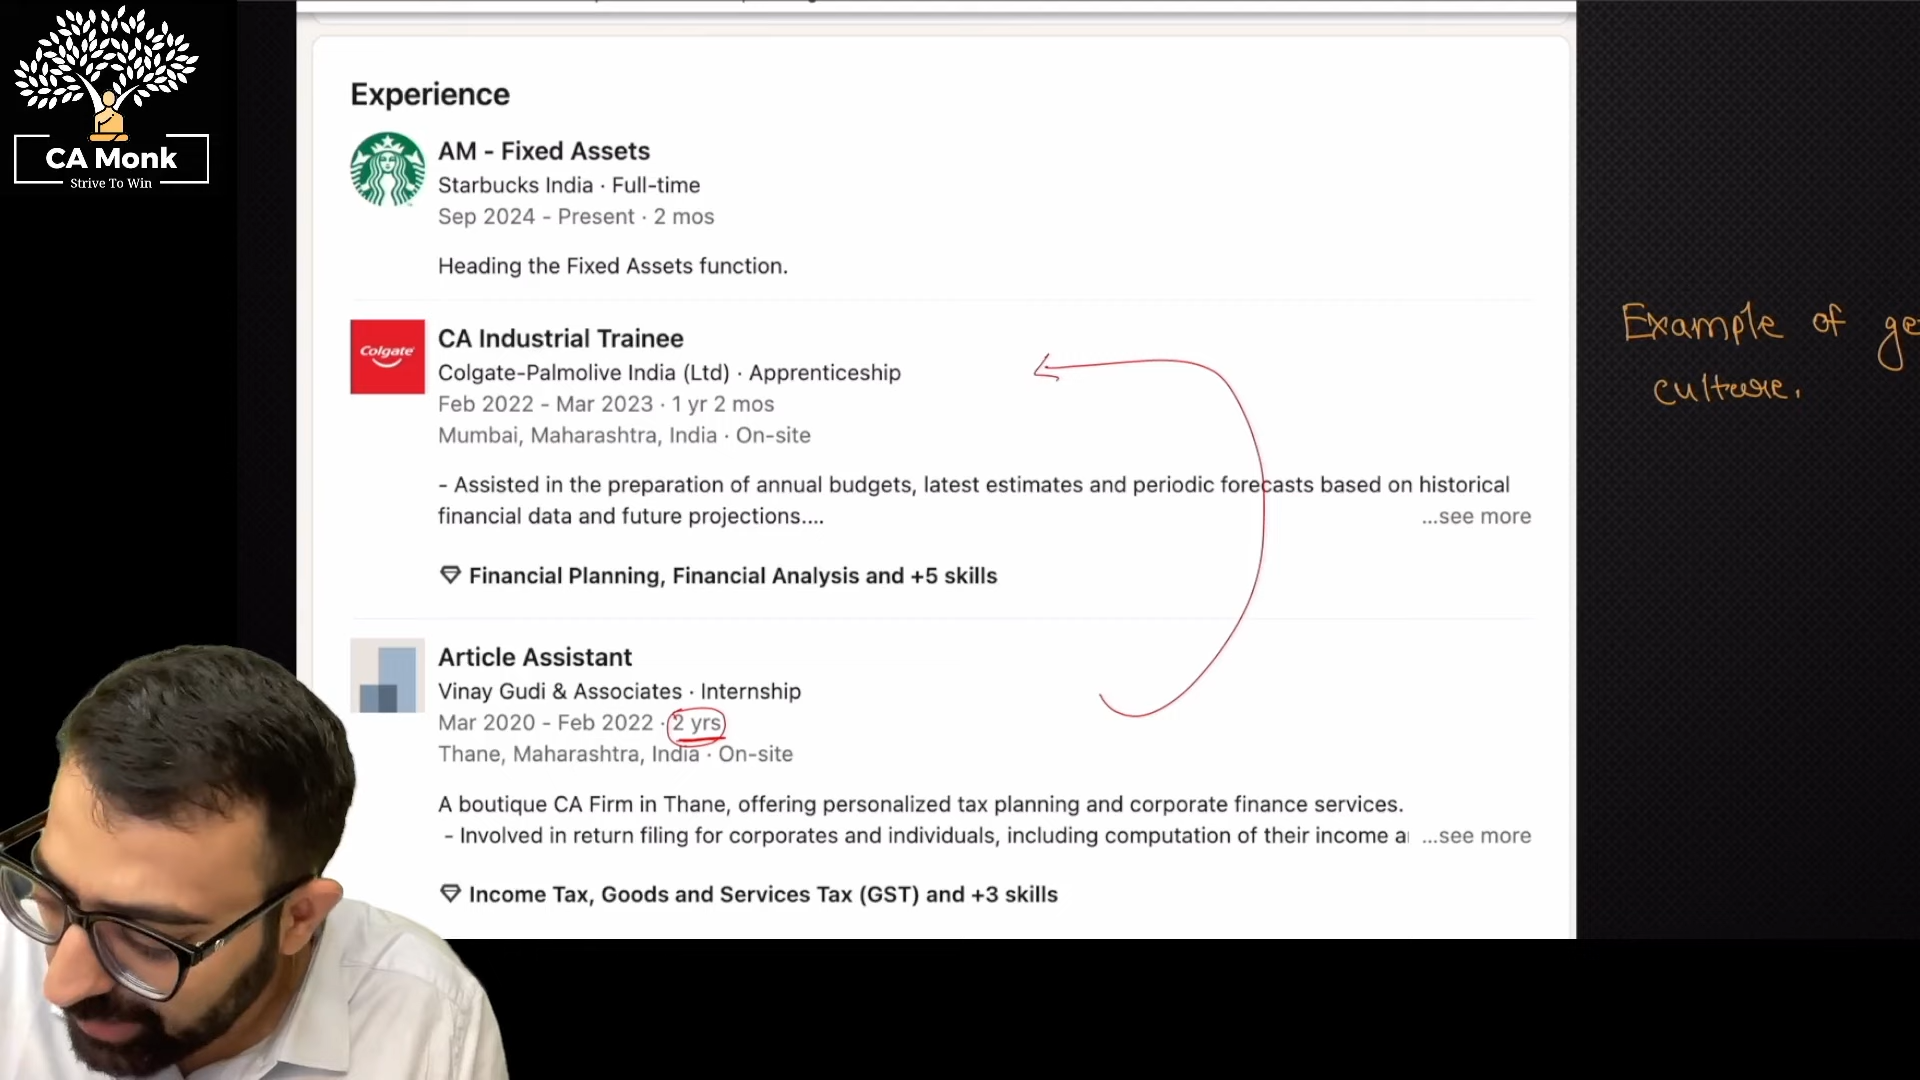 CA Monk
Strive To Win
Experience
AM - Fixed Assets
Starbucks India · Full-time
Sep 2024 - Present · 2 mos
Heading the Fixed Assets function.
Colgate
CA Industrial Trainee
Colgate-Palmolive India (Ltd) · Apprenticeship
Feb 2022 - Mar 2023 · 1 yr 2 mos
Mumbai, Maharashtra, India · On-site
- Assisted in the preparation of annual budgets, latest estimates and periodic forecasts based on historical
financial data and future projections....
...see more
Financial Planning, Financial Analysis and +5 skills
Article Assistant
Vinay Gudi & Associates · Internship
Mar 2020 - Feb 2022 · 2 yrs
Thane, Maharashtra, India · On-site
A boutique CA Firm in Thane, offering personalized tax planning and corporate finance services.
- Involved in return filing for corporates and individuals, including computation of their income a
...see more
Income Tax, Goods and Services Tax (GST) and +3 skills
Example of ge
culture.